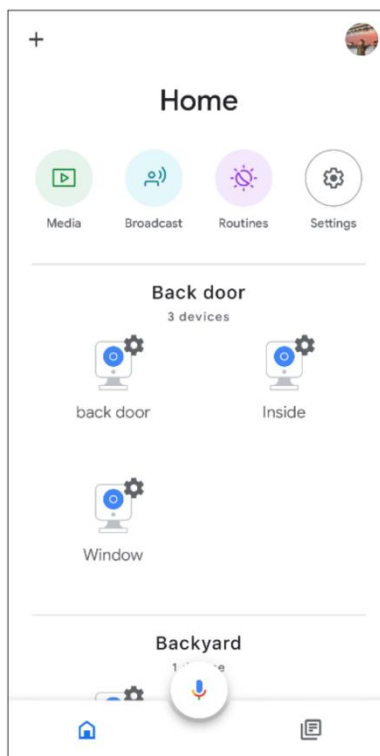 Home
Media Broadcast Routines Settings
Back door
3 devices
back door Inside
Window
Backyard